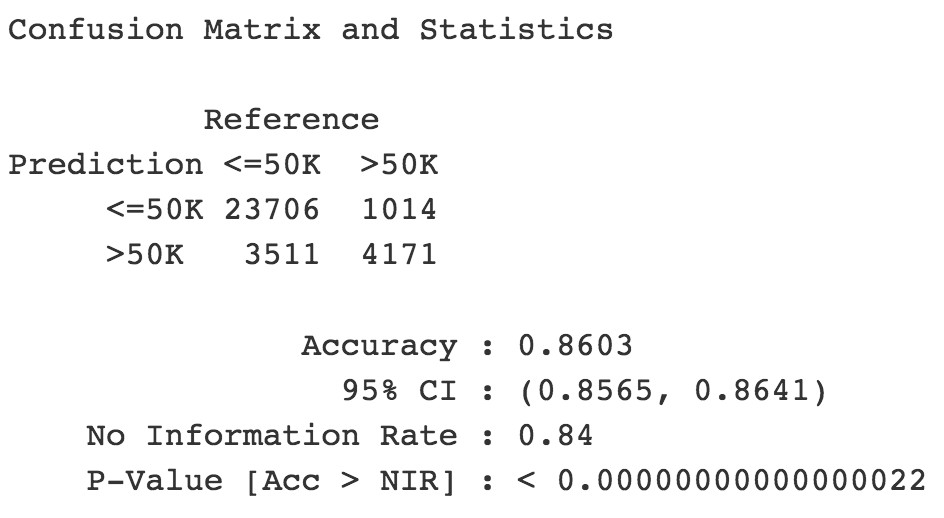 Confusion Matrix and Statistics
Reference
Prediction <=50K >50K
<=50K 23706 1014
>50K 3511 4171
Accuracy : 0.8603
95% CI : (0.8565, 0.8641)
No Information Rate : 0.84
P-Value [Acc > NIR] : < 0.00000000000000022